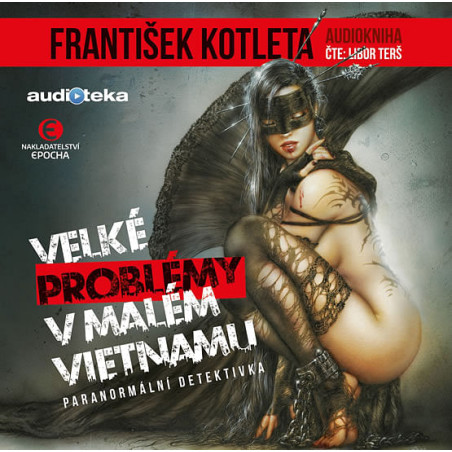 FRANTIŠEK KOTLETA
AUDIOKNIHA
ČTE: LIBOR TERŠ
audioteka
NAKLADATELSTVÍ
EPOCHA
VELKÉ
PROBLÉMY
V MALÉM
VIETNAMU
PARANORMÁLNÍ DETEKTIVKA